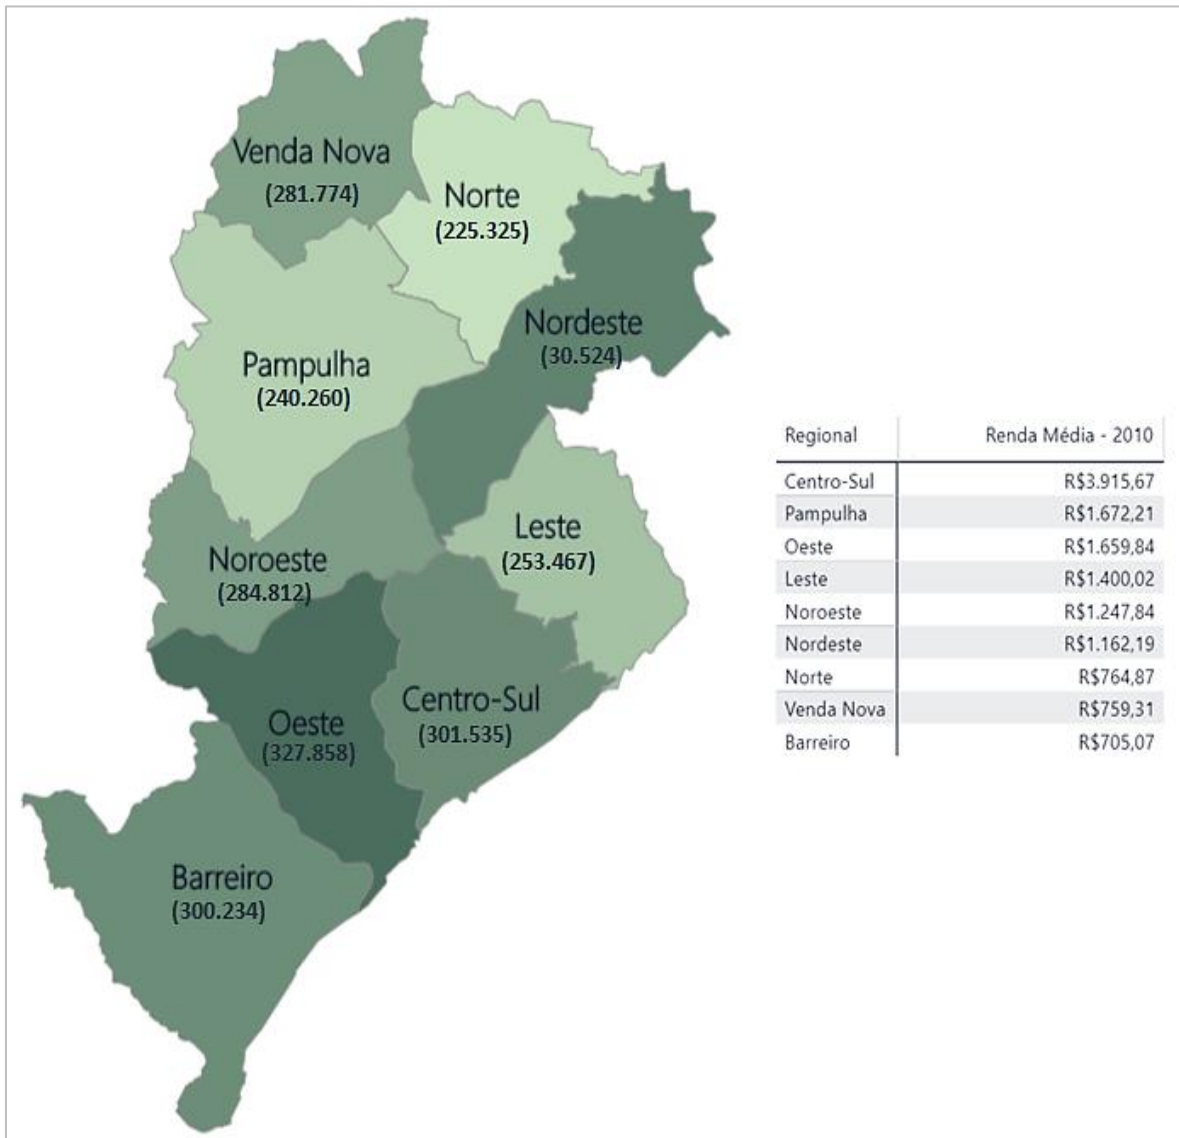 Venda Nova
(281.774)
Norte
(225.325)
Nordeste
(30.524)
Pampulha
(240.260)
Leste
(253.467)
Noroeste
(284.812)
Centro-Sul
(301.535)
Oeste
(327.858)
Barreiro
(300.234)
Regional Renda Média - 2010
Centro-Sul R$3.915,67
Pampulha R$1.672,21
Oeste R$1.659,84
Leste R$1.400,02
Noroeste R$1.247,84
Nordeste R$1.162,19
Norte R$764,87
Venda Nova R$759,31
Barreiro R$705,07